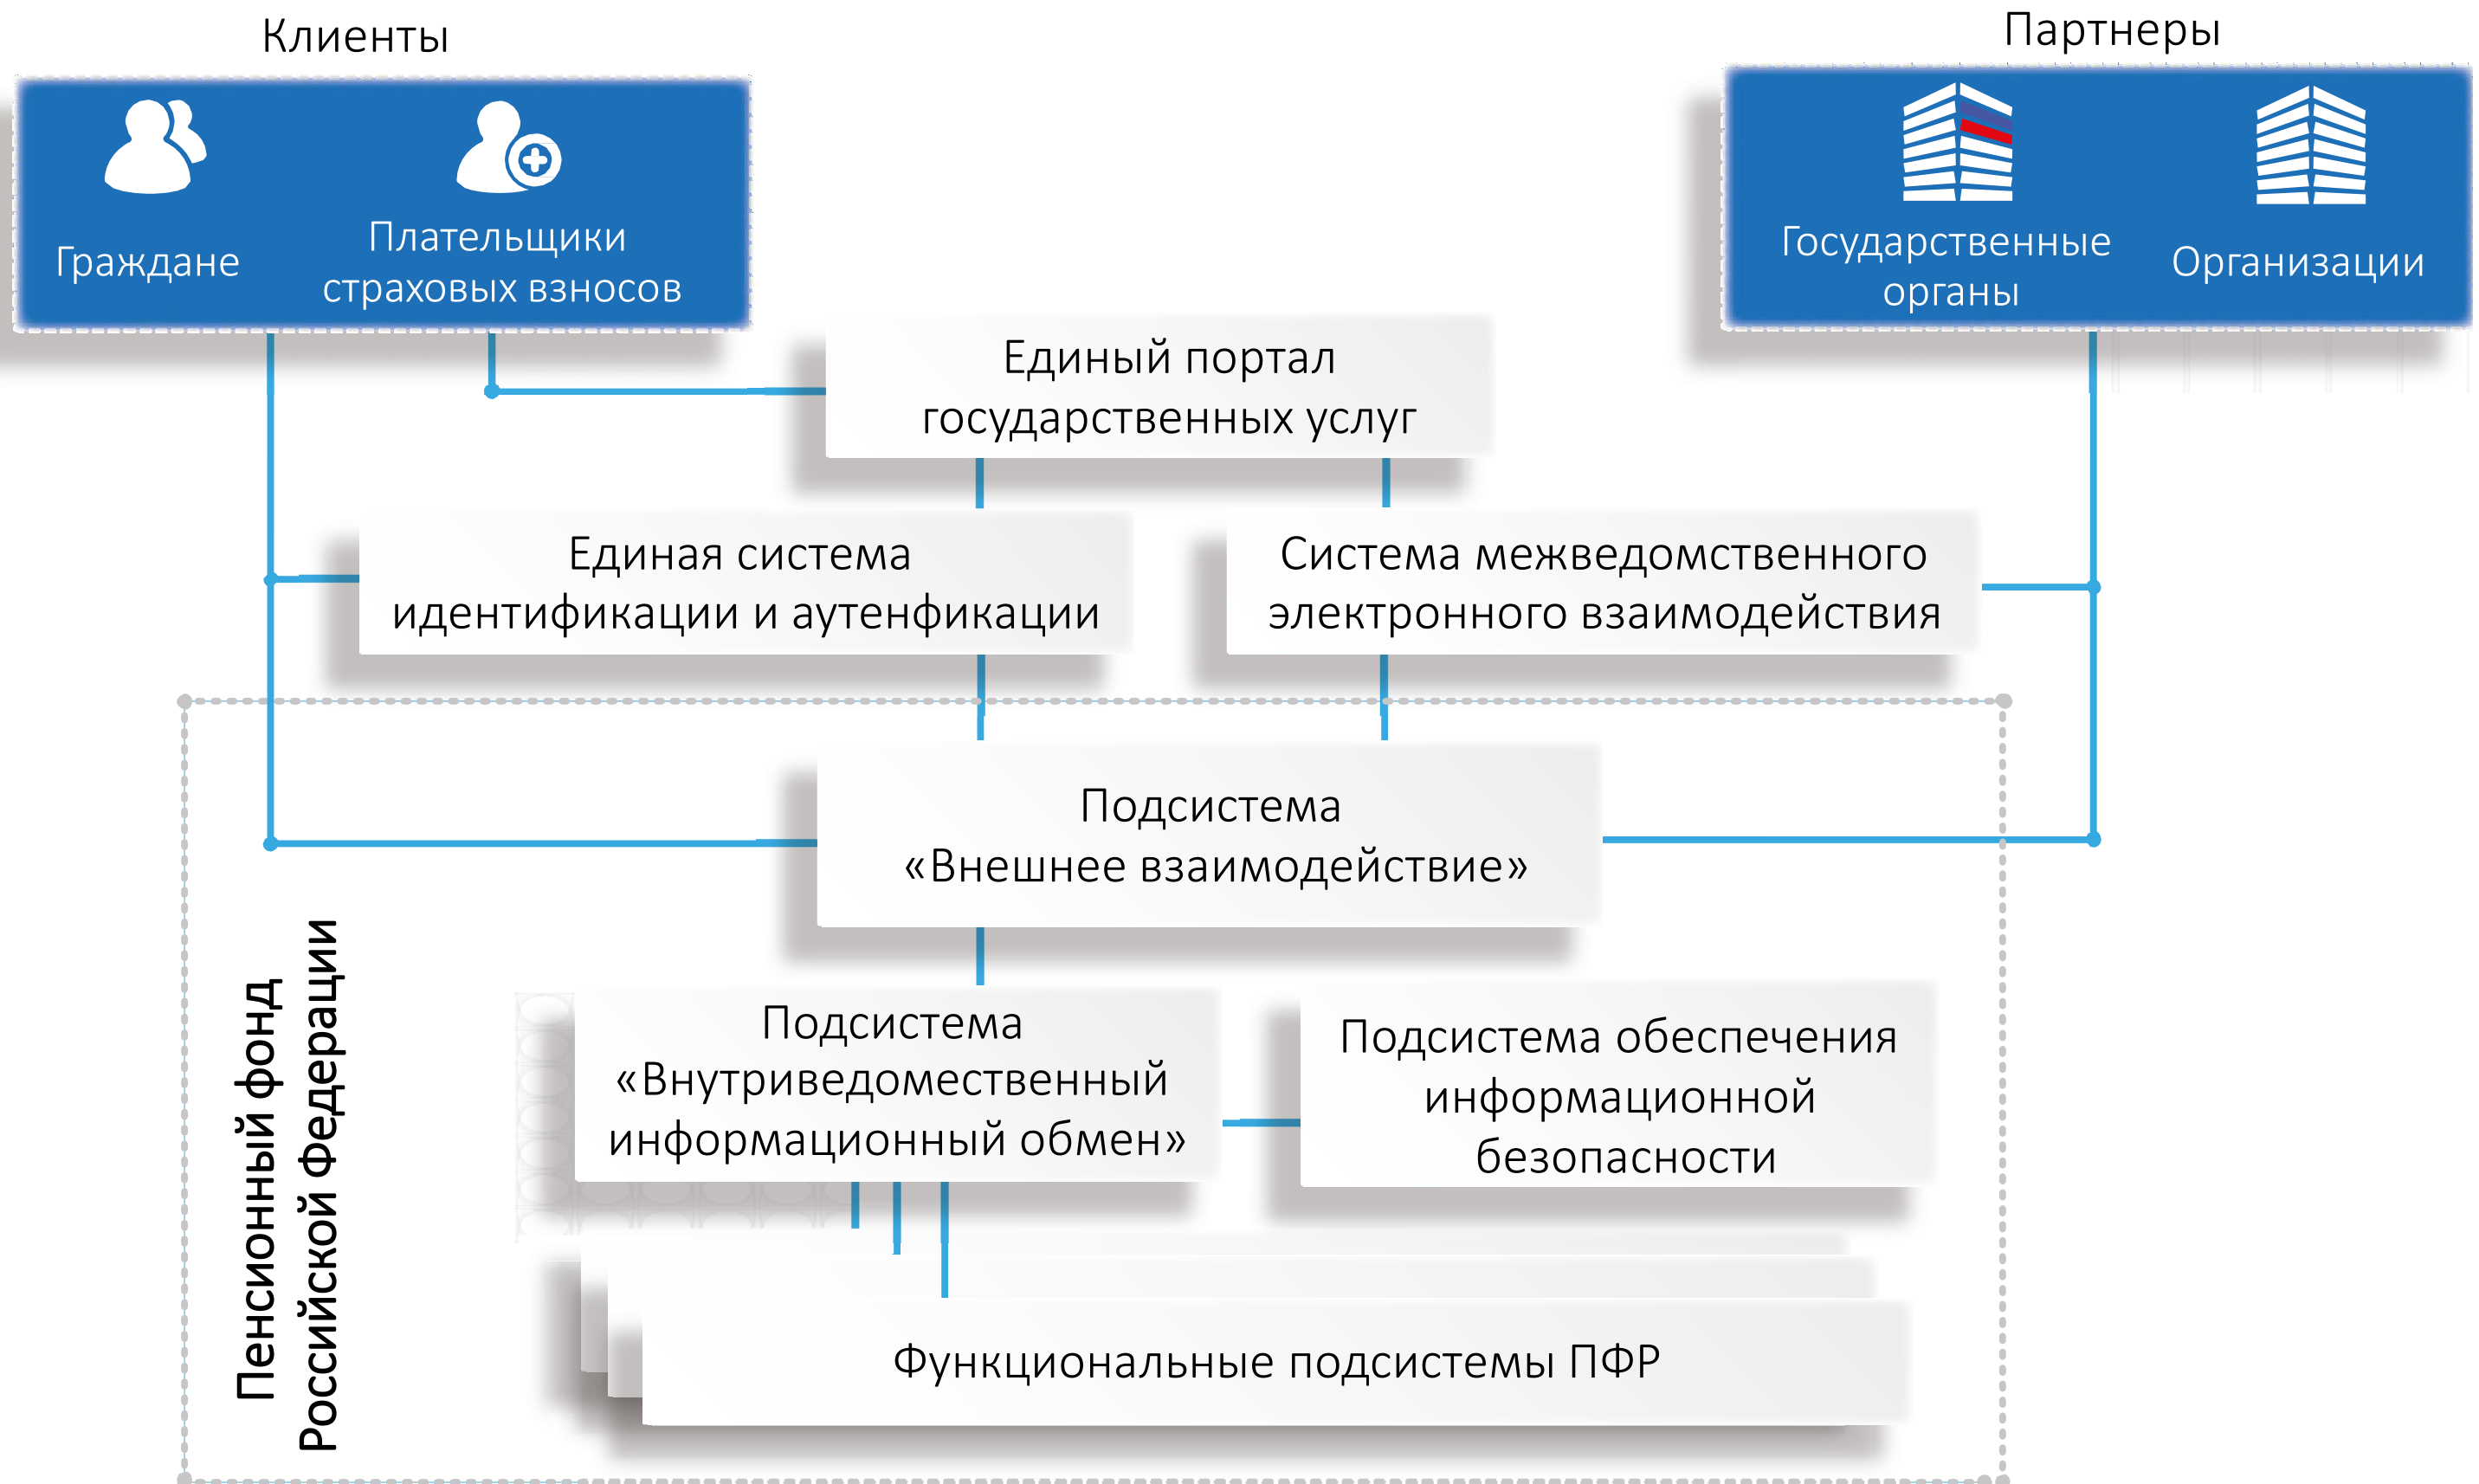 Клиенты
Партнеры
Граждане
Плательщики
страховых взносов
Государственные
органы
Организации
Единый портал
государственных услуг
Единая система
идентификации и аутенфикации
Система межведомственного
электронного взаимодействия
Подсистема
«Внешнее взаимодействие»
Пенсионный фонд
Российской Федерации
Подсистема
«Внутриведомественный
информационный обмен»
Подсистема обеспечения
информационной
безопасности
Функциональные подсистемы ПФР